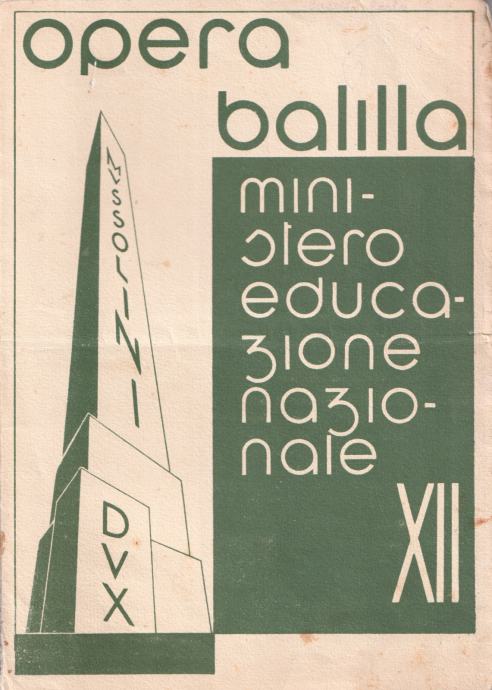 opera
balilla
mini-
stero
educa-
zione
nazio-
nale
XII
MVSSOLINI
DVX